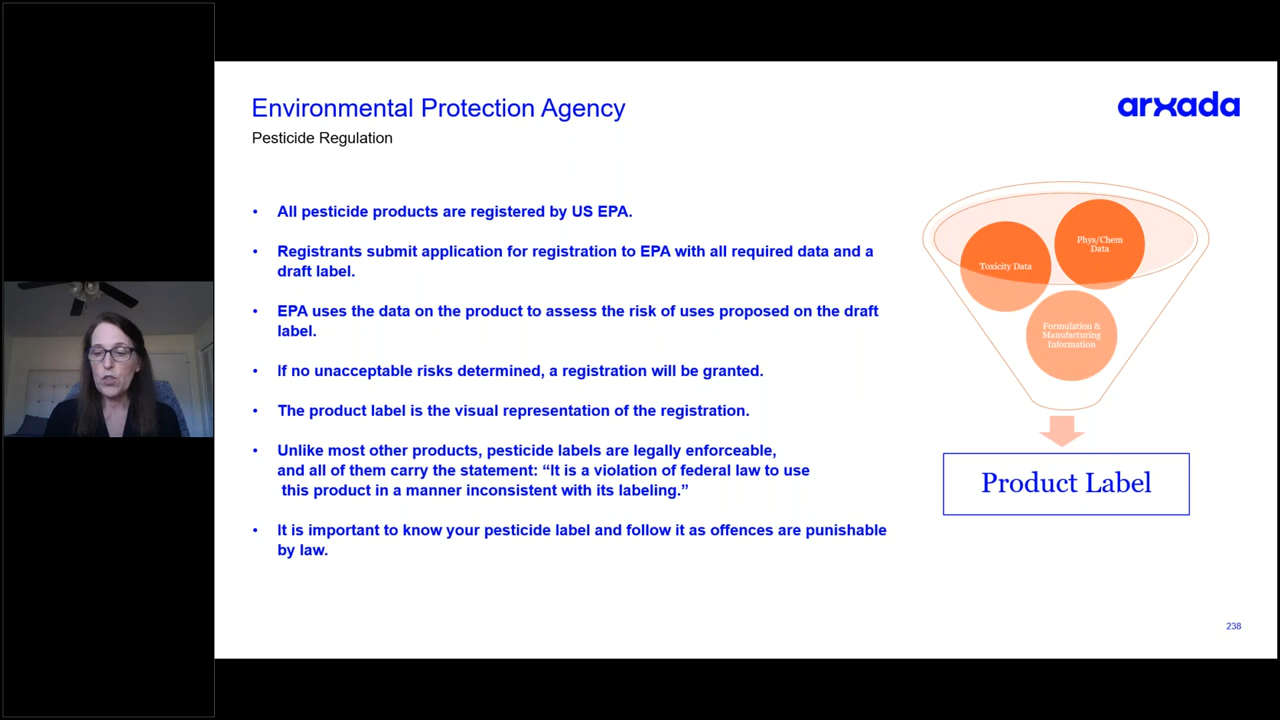 Environmental Protection Agency
arxada
Pesticide Regulation
• All pesticide products are registered by US EPA.
• Registrants submit application for registration to EPA with all required data and a
draft label.
• EPA uses the data on the product to assess the risk of uses proposed on the draft
label.
• If no unacceptable risks determined, a registration will be granted.
• The product label is the visual representation of the registration.
• Unlike most other products, pesticide labels are legally enforceable,
and all of them carry the statement: “It is a violation of federal law to use
this product in a manner inconsistent with its labeling.”
• It is important to know your pesticide label and follow it as offences are punishable
by law.
Phys/Chem
Data
Toxicity Data
Formulation &
Manufacturing
Information
Product Label
238